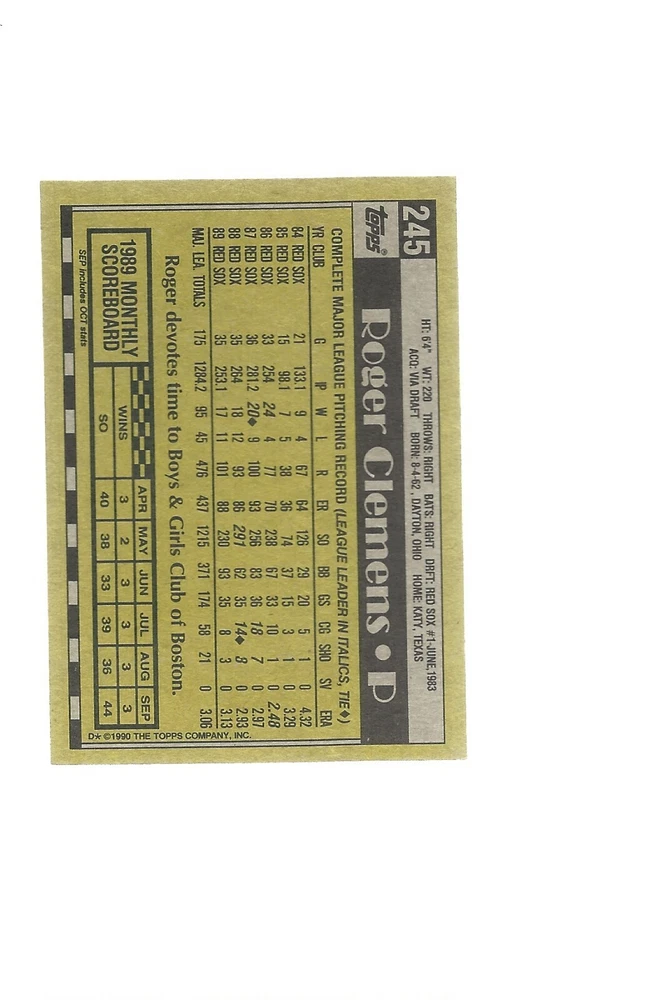 245
HT: 6'4" WT: 220 THROWS: RIGHT BATS: RIGHT DRFT: RED SOX #1-JUNE,1983
ACQ: VIA DRAFT BORN: 8-4-62, DAYTON, OHIO HOME: KATY, TEXAS
topps®
Roger Clemens • P
COMPLETE MAJOR LEAGUE PITCHING RECORD (LEAGUE LEADER IN ITALICS, TIE◆)
YR CLUB G IP W L R ER SO BB GS CG SHO SV ERA
84 RED SOX 21 133.1 9 4 67 64 126 29 20 5 1 0 4.32
85 RED SOX 15 98.1 7 5 38 36 74 37 15 3 1 0 3.29
86 RED SOX 33 254 24 4 77 70 238 67 33 10 1 0 2.48
87 RED SOX 36 281.2 20◆ 9 100 93 256 83 36 18 7 0 2.97
88 RED SOX 35 264 18 12 93 86 291 62 35 14◆ 8 0 2.93
89 RED SOX 35 253.1 17 11 101 88 230 93 35 8 3 0 3.13
MAJ. LEA. TOTALS 175 1284.2 95 45 476 437 1215 371 174 58 21 0 3.06
Roger devotes time to Boys & Girls Club of Boston.
1989 MONTHLY
SCOREBOARD
APR MAY JUN JUL AUG SEP
WINS 3 2 3 3 3 3
SO 40 38 33 39 36 44
SEP includes OCT stats
D* ©1990 THE TOPPS COMPANY, INC.